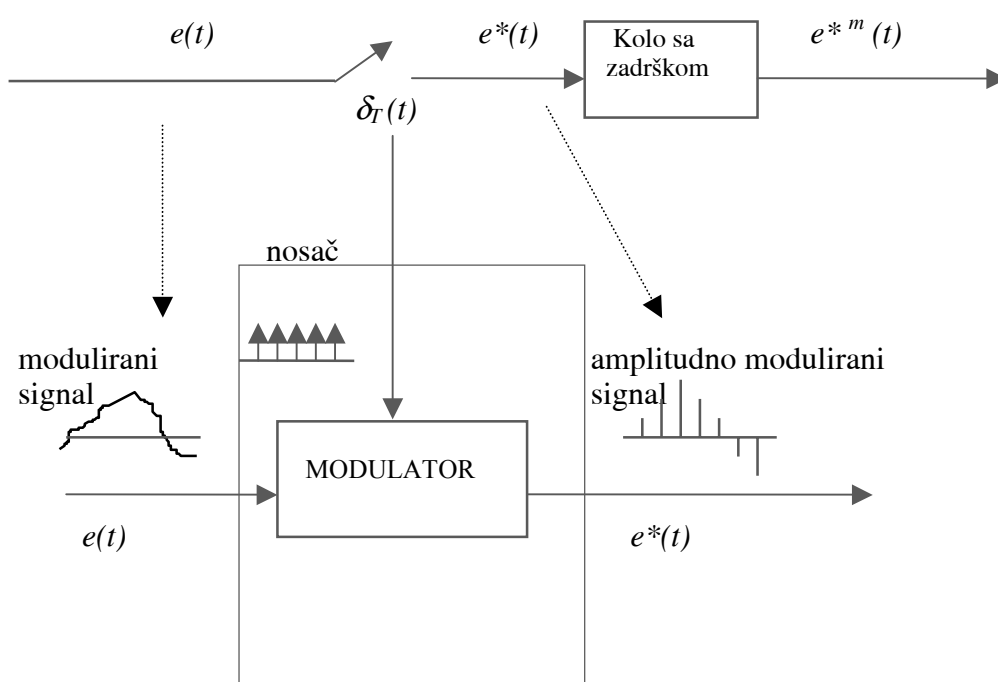 e(t)
e*(t)
Kolo sa
zadrškom
e* m (t)
δT(t)
nosač
modulirani
signal
amplitudno modulirani
signal
MODULATOR
e(t)
e*(t)